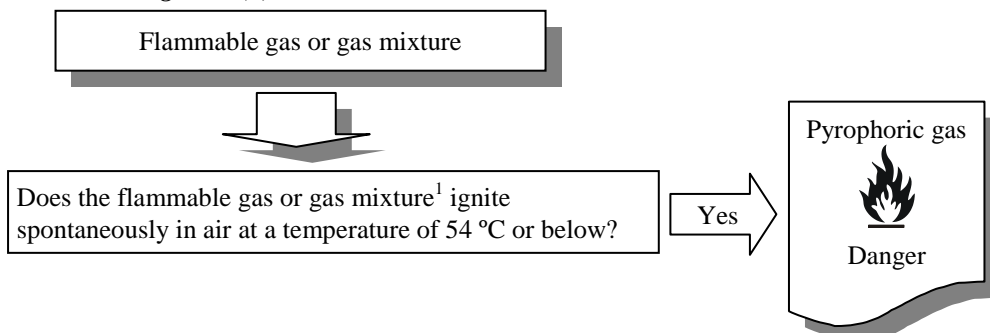 Flammable gas or gas mixture
Does the flammable gas or gas mixture¹ ignite
spontaneously in air at a temperature of 54 ºC or below?
Yes
Pyrophoric gas
Danger